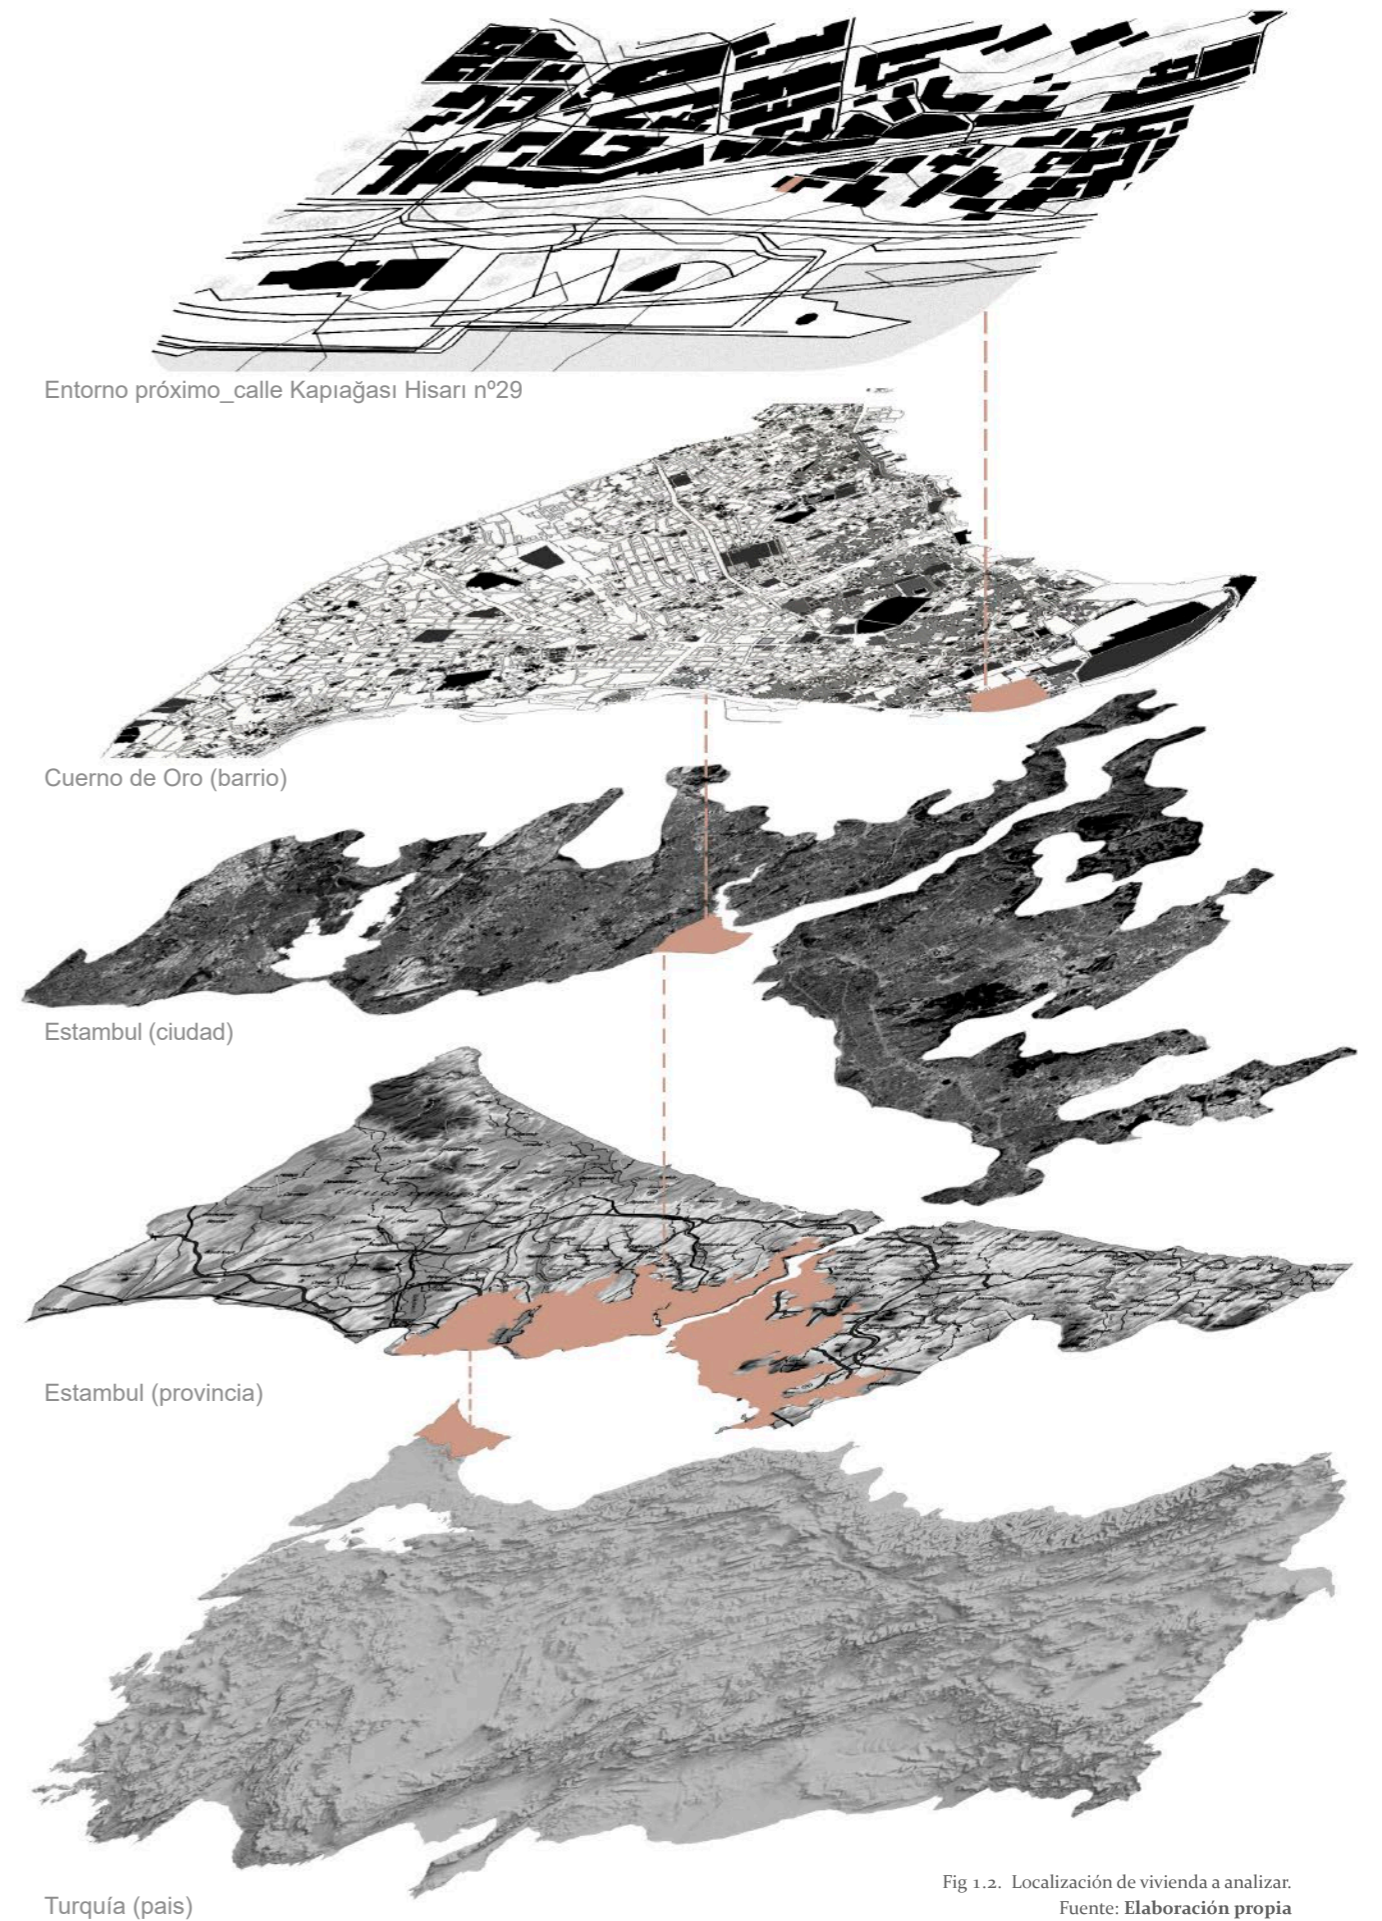 Entorno próximo_calle Kapıağası Hisarı nº29
Cuerno de Oro (barrio)
Estambul (ciudad)
Estambul (provincia)
Turquía (pais)
Fig 1.2. Localización de vivienda a analizar.
Fuente: Elaboración propia